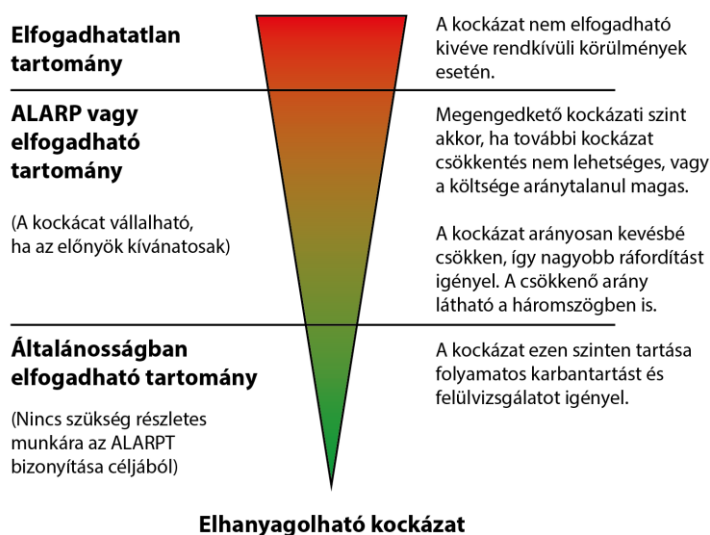 Elfogadhatatlan
tartomány
A kockázat nem elfogadható
kivéve rendkívüli körülmények
esetén.
ALARP vagy
elfogadható
tartomány
(A kockácat vállalható,
ha az előnyök kívánatosak)
Megengedkető kockázati szint
akkor, ha további kockázat
csökkentés nem lehetséges, vagy
a költsége aránytalanul magas.
A kockázat arányosan kevésbé
csökken, így nagyobb ráfordítást
igényel. A csökkenő arány
látható a háromszögben is.
Általánosságban
elfogadható tartomány
(Nincs szükség részletes
munkára az ALARPT
bizonyítása céljából)
A kockázat ezen szinten tartása
folyamatos karbantartást és
felülvizsgálatot igényel.
Elhanyagolható kockázat